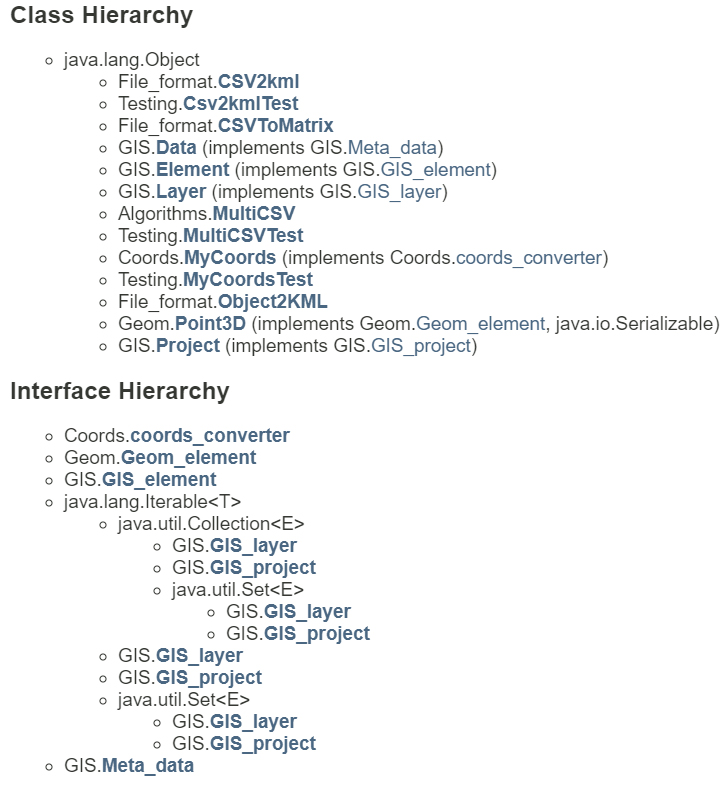 Class Hierarchy
java.lang.Object
File_format.CSV2kml
Testing.Csv2kmlTest
File_format.CSVToMatrix
GIS.Data (implements GIS.Meta_data)
GIS.Element (implements GIS.GIS_element)
GIS.Layer (implements GIS.GIS_layer)
Algorithms.MultiCSV
Testing.MultiCSVTest
Coords.MyCoords (implements Coords.coords_converter)
Testing.MyCoordsTest
File_format.Object2KML
Geom.Point3D (implements Geom.Geom_element, java.io.Serializable)
GIS.Project (implements GIS.GIS_project)
Interface Hierarchy
Coords.coords_converter
Geom.Geom_element
GIS.GIS_element
java.lang.Iterable<T>
java.util.Collection<E>
GIS.GIS_layer
GIS.GIS_project
java.util.Set<E>
GIS.GIS_layer
GIS.GIS_project
GIS.GIS_layer
GIS.GIS_project
java.util.Set<E>
GIS.GIS_layer
GIS.GIS_project
GIS.Meta_data